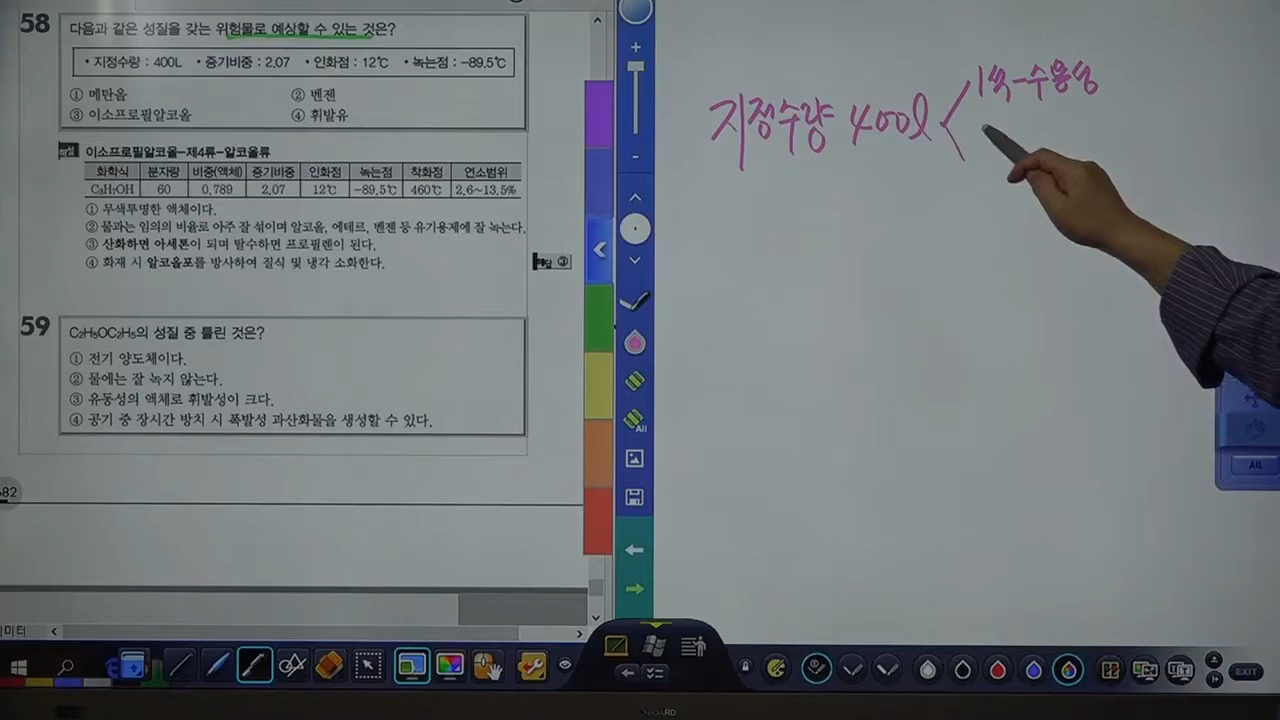 58
다음과 같은 성질을 갖는 위험물로 예상할 수 있는 것은?
• 지정수량 : 400L • 증기비중 : 2.07 • 인화점 : 12℃ • 녹는점 : -89.5℃
① 메탄올 ② 벤젠
③ 이소프로필알코올 ④ 휘발유
이소프로필알코올-제4류-알코올류
화학식 분자량 비중(액체) 증기비중 인화점 녹는점 착화점 연소범위
C3H7OH 60 0.789 2.07 12℃ -89.5℃ 460℃ 2.6~13.5%
① 무색투명한 액체이다.
② 물과는 임의의 비율로 아주 잘 섞이며 알코올, 에테르, 벤젠 등 유기용제에 잘 녹는다.
③ 산화하면 아세톤이 되며 탈수하면 프로필렌이 된다.
④ 화재 시 알코올포를 방사하여 질식 및 냉각 소화한다.
③
59
C2H5OC2H5의 성질 중 틀린 것은?
① 전기 양도체이다.
② 물에는 잘 녹지 않는다.
③ 유동성의 액체로 휘발성이 크다.
④ 공기 중 장시간 방치 시 폭발성 과산화물을 생성할 수 있다.
82
미터
지정수량 400l
1석-수용성
All
All
EXIT